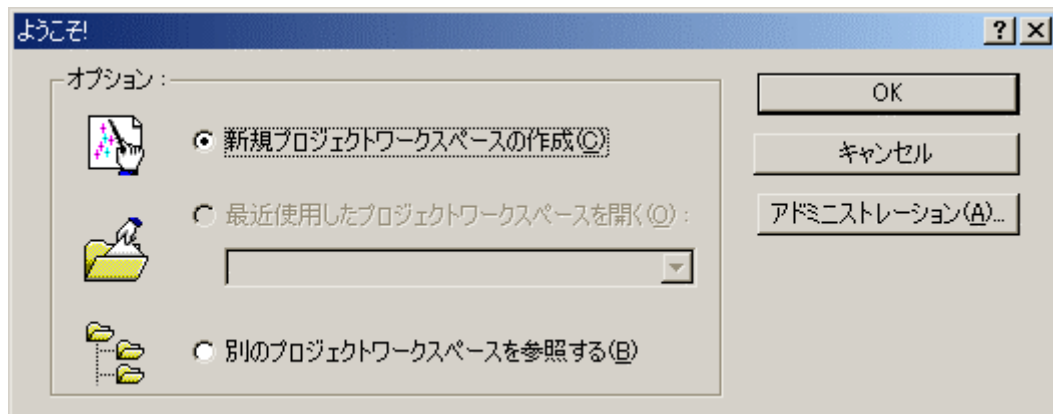 ようこそ!
オプション :
新規プロジェクトワークスペースの作成(C)
最近使用したプロジェクトワークスペースを開く(O) :
別のプロジェクトワークスペースを参照する(B)
OK
キャンセル
アドミニストレーション(A)...